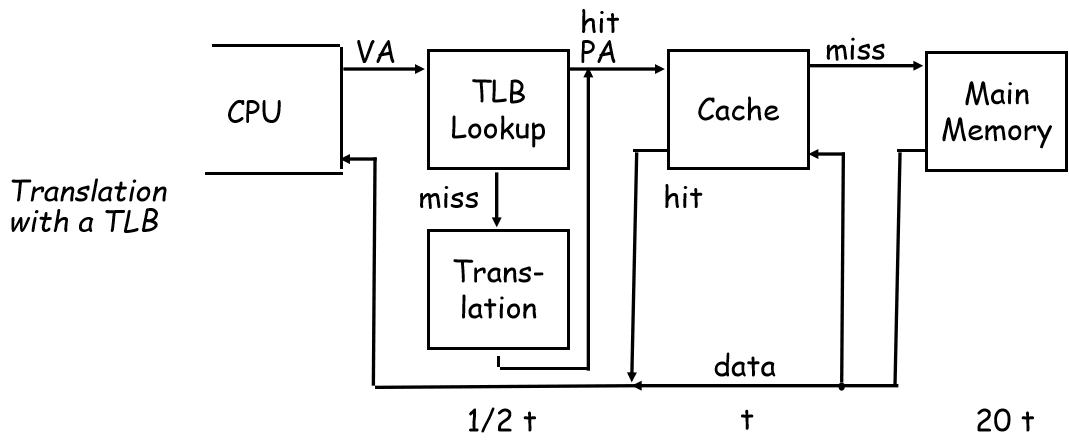 hit
VA
PA
miss
CPU
TLB
Lookup
Cache
Main
Memory
Translation
with a TLB
miss
hit
Trans-
lation
data
1/2 t
t
20 t